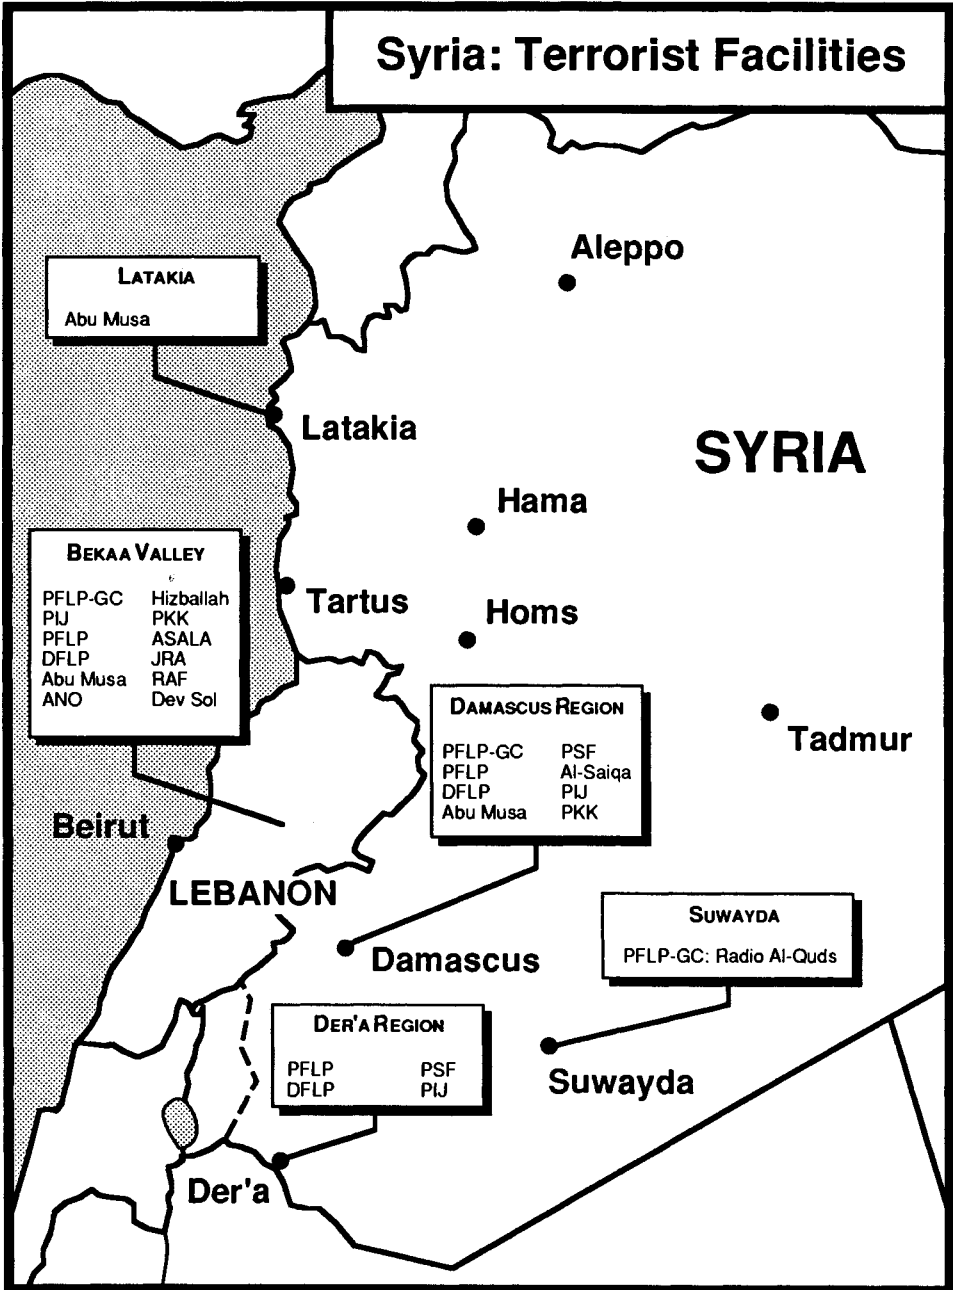 Syria: Terrorist Facilities
Aleppo
LATAKIA
Abu Musa
Latakia
SYRIA
Hama
BEKAA VALLEY
PFLP-GC Hizballah
PIJ PKK
PFLP ASALA
DFLP JRA
Abu Musa RAF
ANO Dev Sol
Tartus
Homs
DAMASCUS REGION
PFLP-GC PSF
PFLP Al-Saiqa
DFLP PIJ
Abu Musa PKK
Tadmur
Beirut
LEBANON
SUWAYDA
PFLP-GC: Radio Al-Quds
Damascus
DER'A REGION
PFLP PSF
DFLP PIJ
Suwayda
Der'a